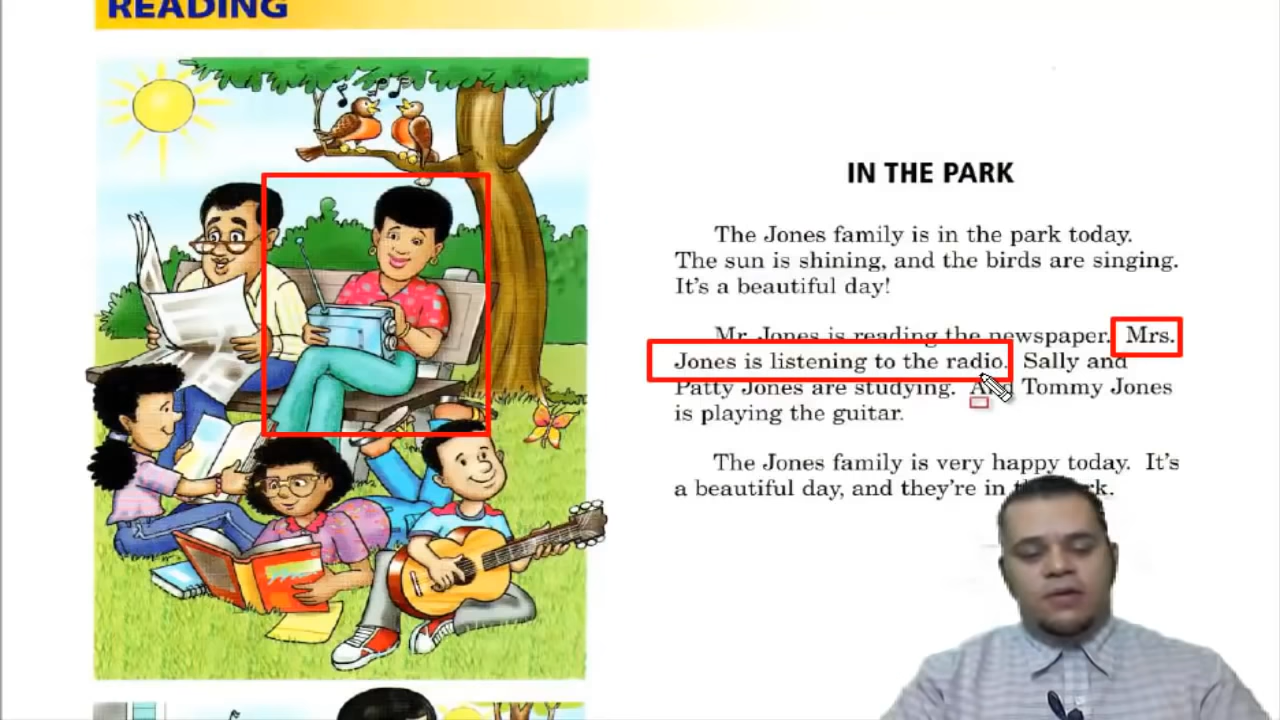 READING
IN THE PARK
The Jones family is in the park today.
The sun is shining, and the birds are singing.
It's a beautiful day!
Mr. Jones is reading the newspaper. Mrs.
Jones is listening to the radio. Sally and
Patty Jones are studying. And Tommy Jones
is playing the guitar.
The Jones family is very happy today. It's
a beautiful day, and they're in